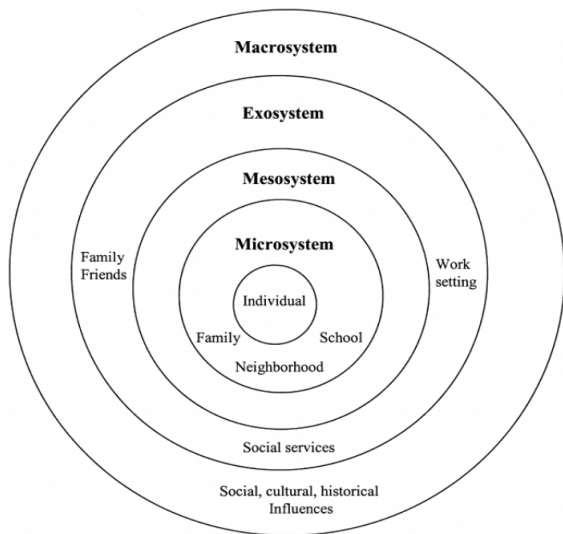 Macrosystem
Exosystem
Mesosystem
Microsystem
Family
Friends
Work
setting
Individual
Family
School
Neighborhood
Social services
Social, cultural, historical
Influences